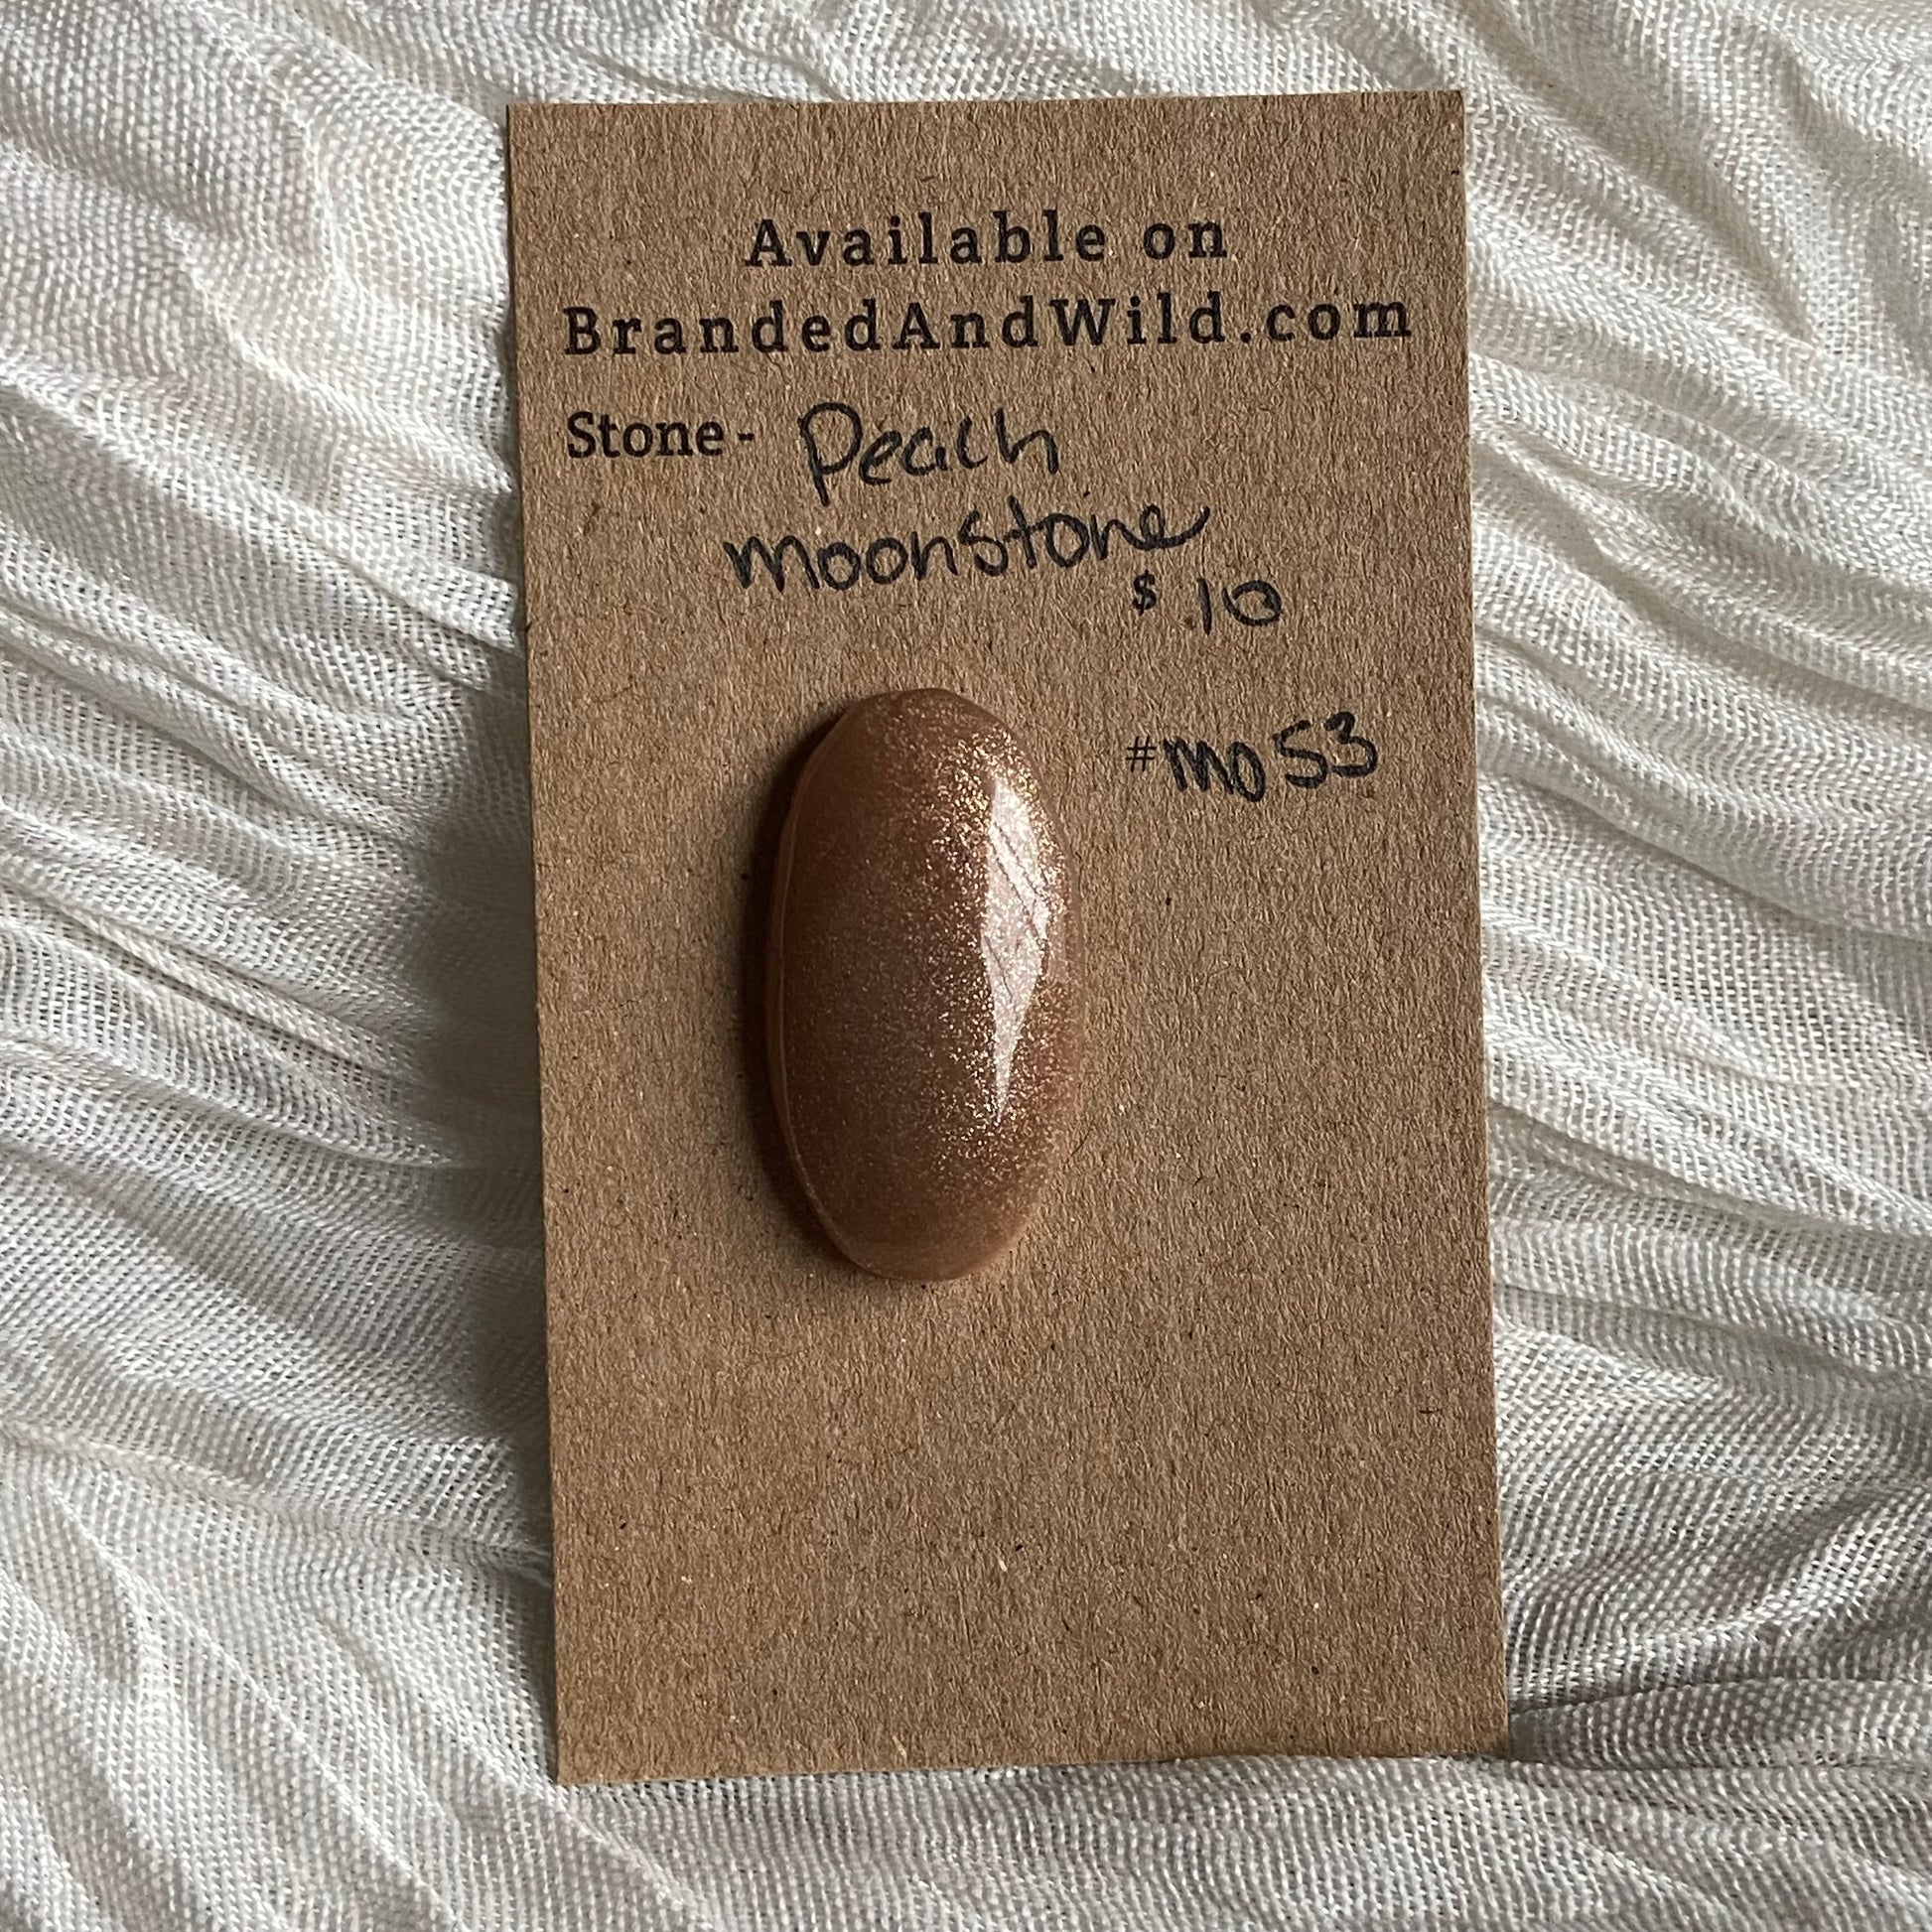 Available on
BrandedAndWild.com
Stone- Peach
moonstone
$ 10
#mo53